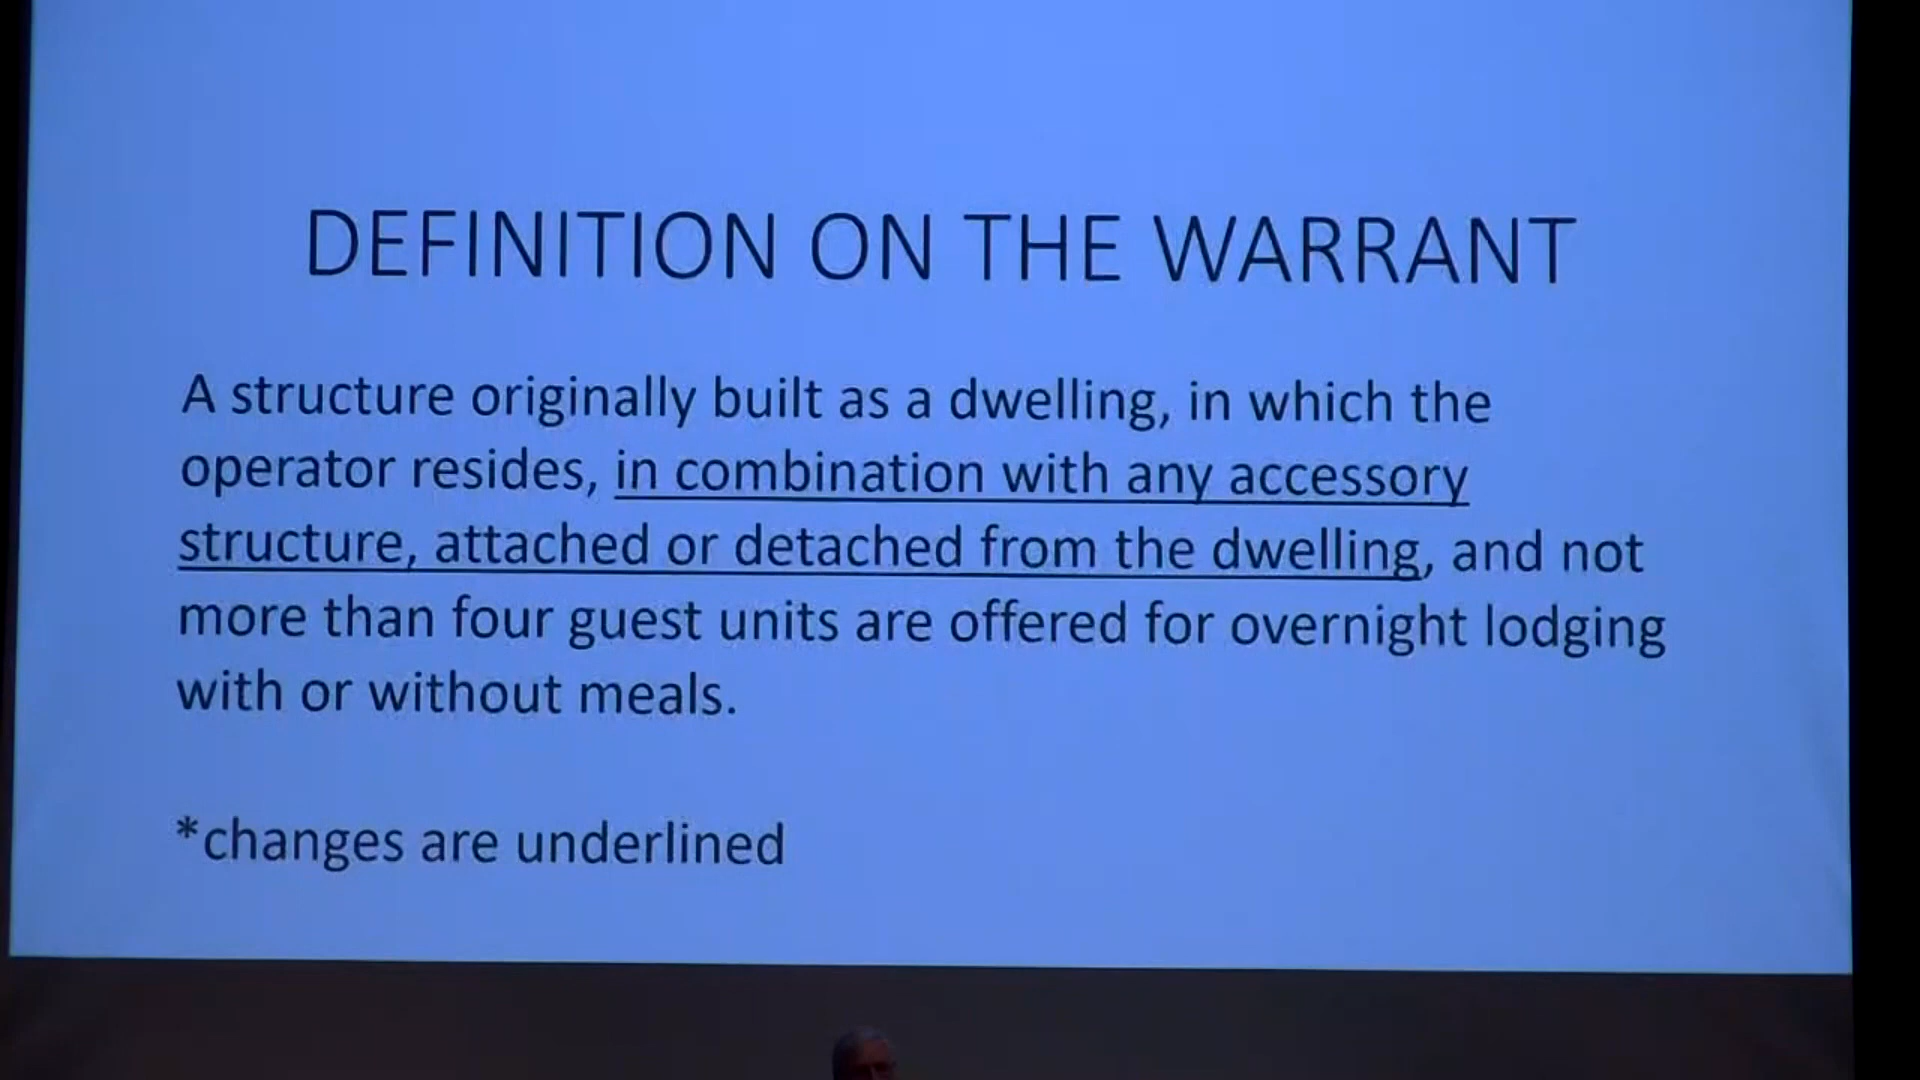 DEFINITION ON THE WARRANT
A structure originally built as a dwelling, in which the
operator resides, in combination with any accessory
structure, attached or detached from the dwelling, and not
more than four guest units are offered for overnight lodging
with or without meals.
*changes are underlined